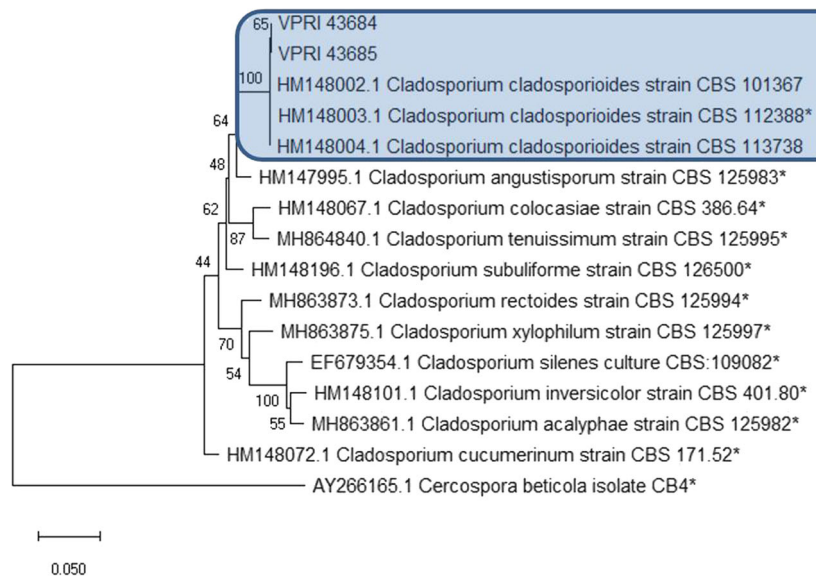 65 VPRI 43684
VPRI 43685
100 HM148002.1 Cladosporium cladosporioides strain CBS 101367
HM148003.1 Cladosporium cladosporioides strain CBS 112388*
64
HM148004.1 Cladosporium cladosporioides strain CBS 113738
48
HM147995.1 Cladosporium angustisporum strain CBS 125983*
62
HM148067.1 Cladosporium colocasiae strain CBS 386.64*
87 MH864840.1 Cladosporium tenuissimum strain CBS 125995*
44
HM148196.1 Cladosporium subuliforme strain CBS 126500*
MH863873.1 Cladosporium rectoides strain CBS 125994*
70
MH863875.1 Cladosporium xylophilum strain CBS 125997*
54
EF679354.1 Cladosporium silenes culture CBS:109082*
100 HM148101.1 Cladosporium inversicolor strain CBS 401.80*
55 MH863861.1 Cladosporium acalyphae strain CBS 125982*
HM148072.1 Cladosporium cucumerinum strain CBS 171.52*
AY266165.1 Cercospora beticola isolate CB4*
0.050